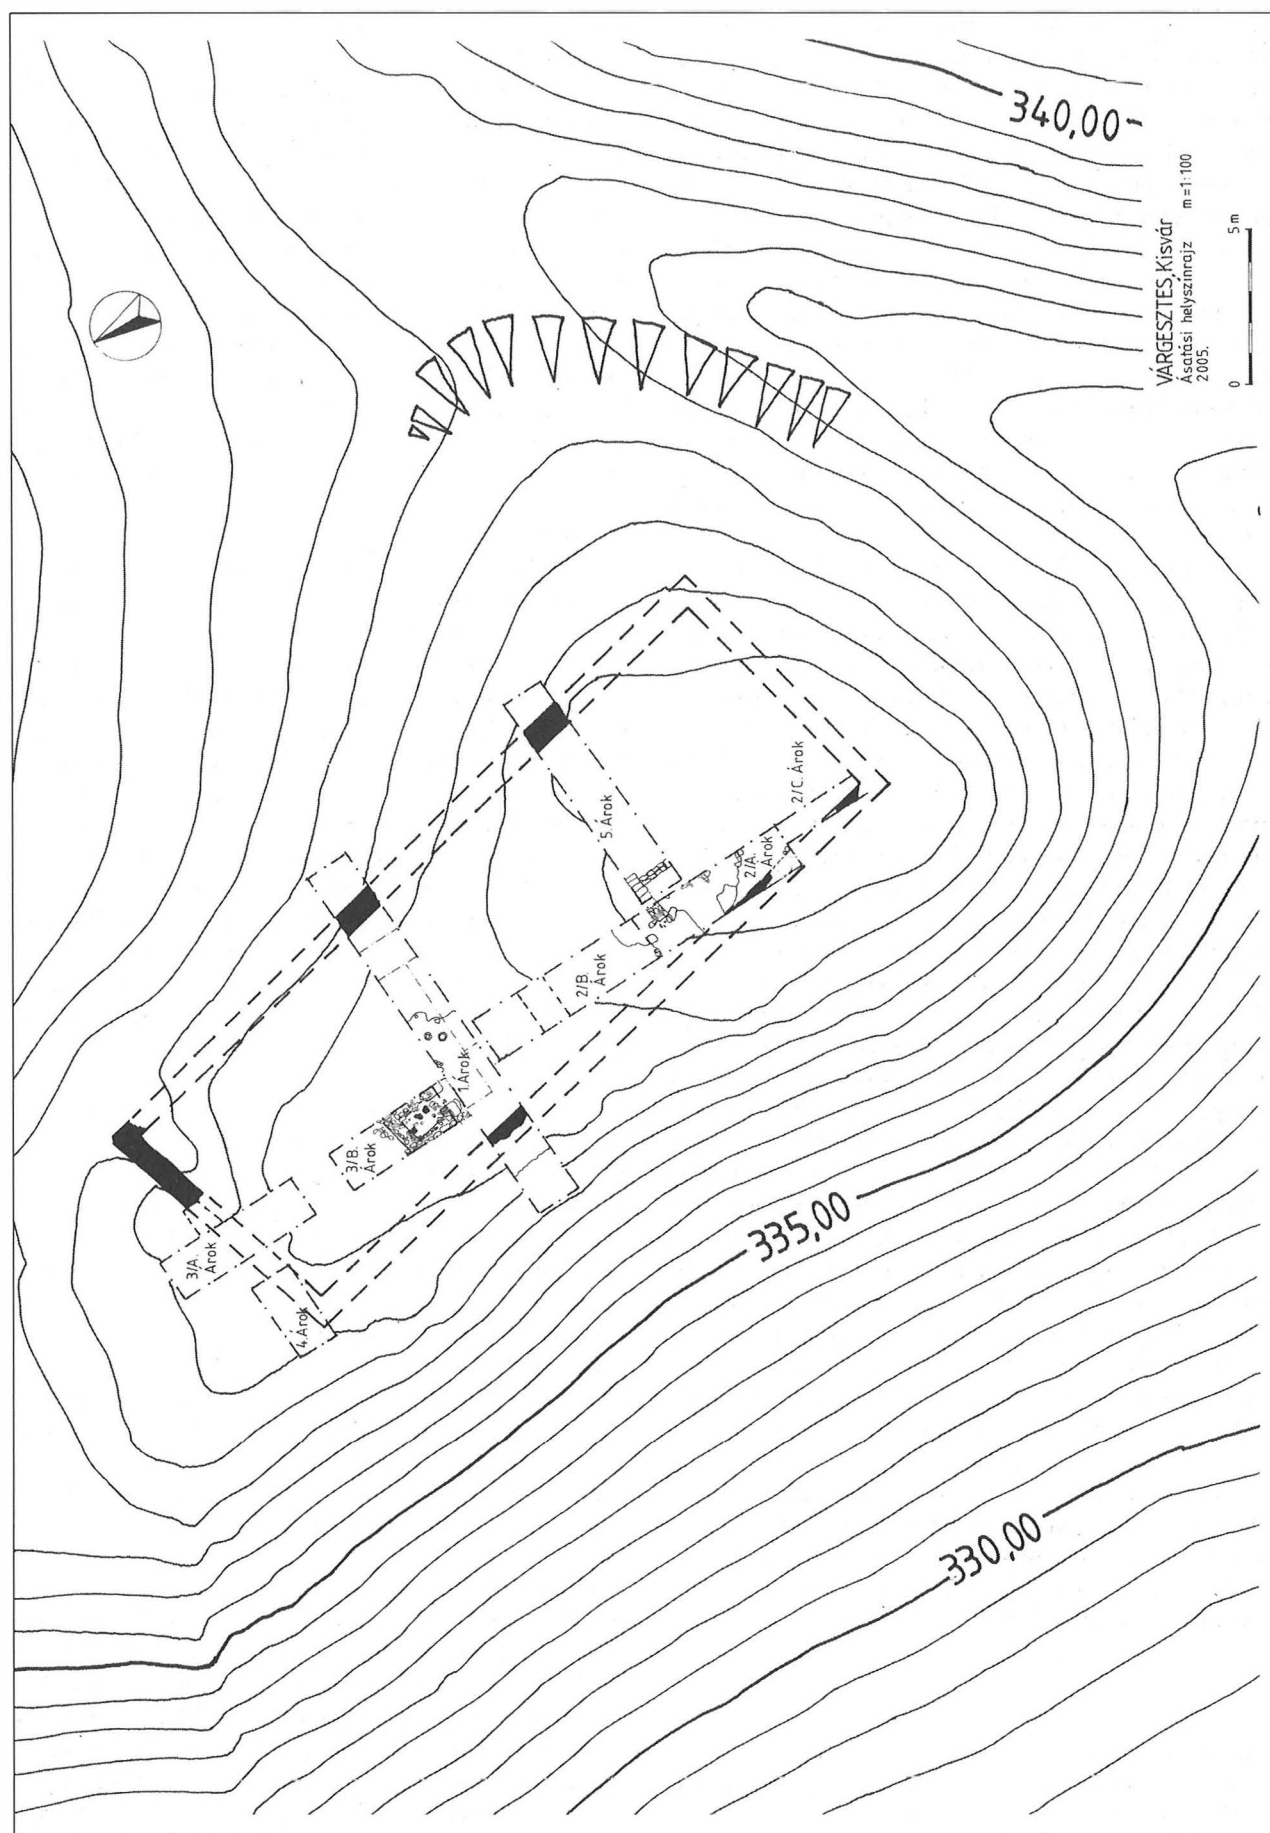 340,00
VÁRGESZTES, Kisvár
Ásatási helyszínrajz m=1:100
2005.
0 5m
5. Árok
2/C. Árok
2/A.
Árok
2/B.
Árok
1. Árok
3/B.
Árok
3/A.
Árok
4. Árok
335,00
330,00